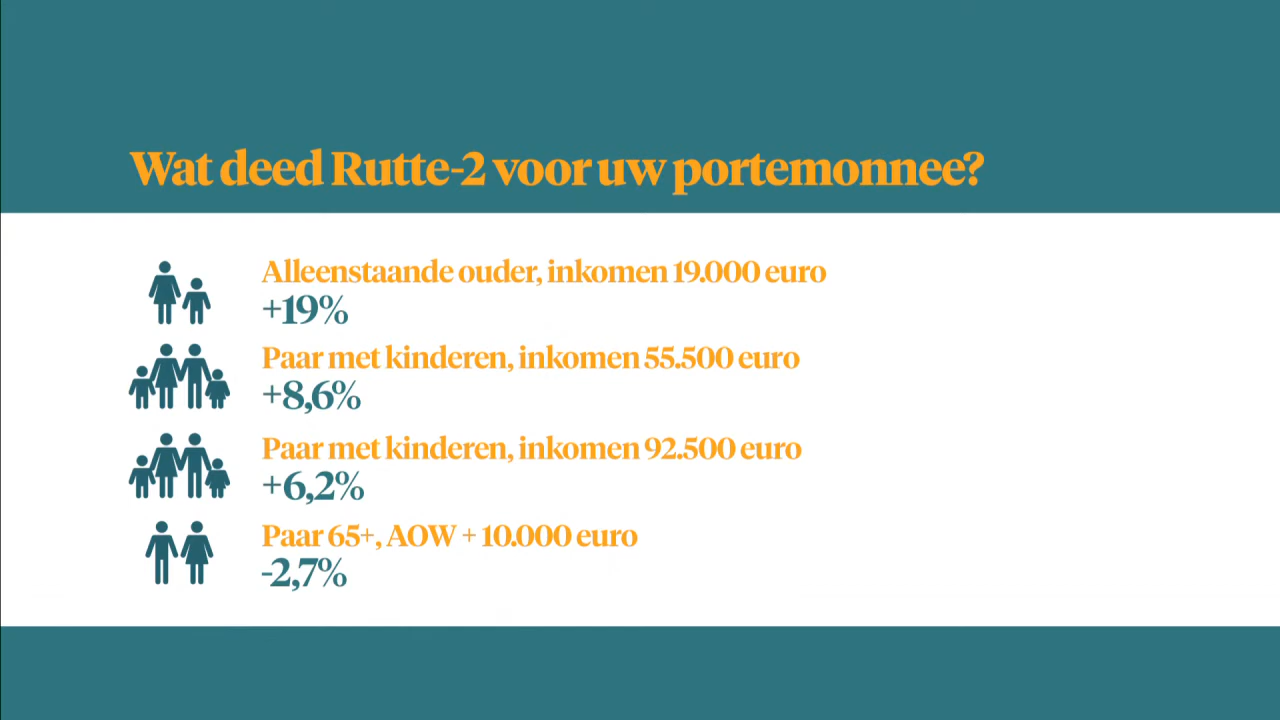 Wat deed Rutte-2 voor uw portemonnee?
Alleenstaande ouder, inkomen 19.000 euro
+19%
Paar met kinderen, inkomen 55.500 euro
+8,6%
Paar met kinderen, inkomen 92.500 euro
+6,2%
Paar 65+, AOW + 10.000 euro
-2,7%